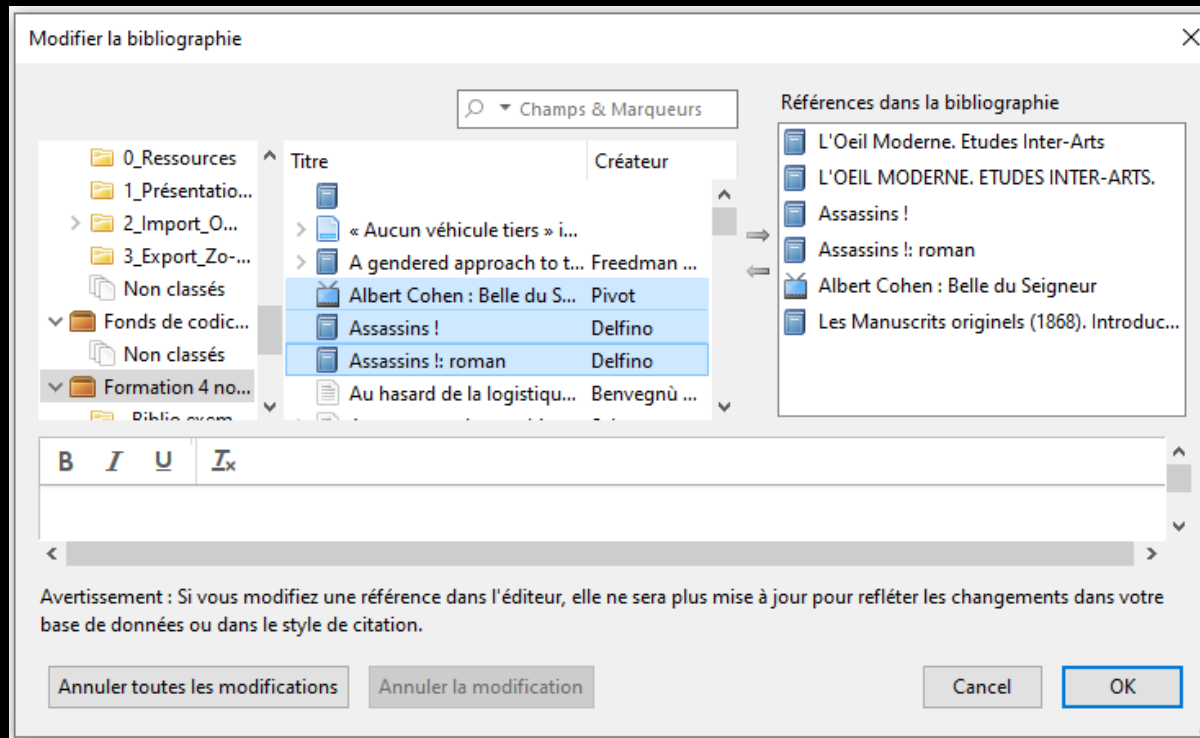 Modifier la bibliographie
Champs & Marqueurs
Références dans la bibliographie
0_Ressources
1_Présentatio...
2_Import_O...
3_Export_Zo-...
Non classés
Fonds de codic...
Non classés
Formation 4 no...
Titre Créateur
« Aucun véhicule tiers » i...
A gendered approach to t... Freedman ...
Albert Cohen : Belle du S... Pivot
Assassins ! Delfino
Assassins !: roman Delfino
Au hasard de la logistiqu... Benvegnù ...
L'Oeil Moderne. Etudes Inter-Arts
L'OEIL MODERNE. ETUDES INTER-ARTS.
Assassins !
Assassins !: roman
Albert Cohen : Belle du Seigneur
Les Manuscrits originels (1868). Introduc...
B I U Tx
Avertissement : Si vous modifiez une référence dans l'éditeur, elle ne sera plus mise à jour pour refléter les changements dans votre
base de données ou dans le style de citation.
Annuler toutes les modifications Annuler la modification Cancel OK